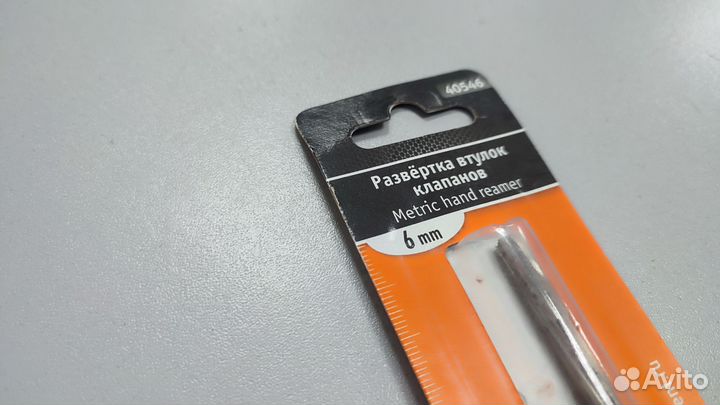 40546
Развёртка втулок
клапанов
Metric hand reamer
6 mm
Avito